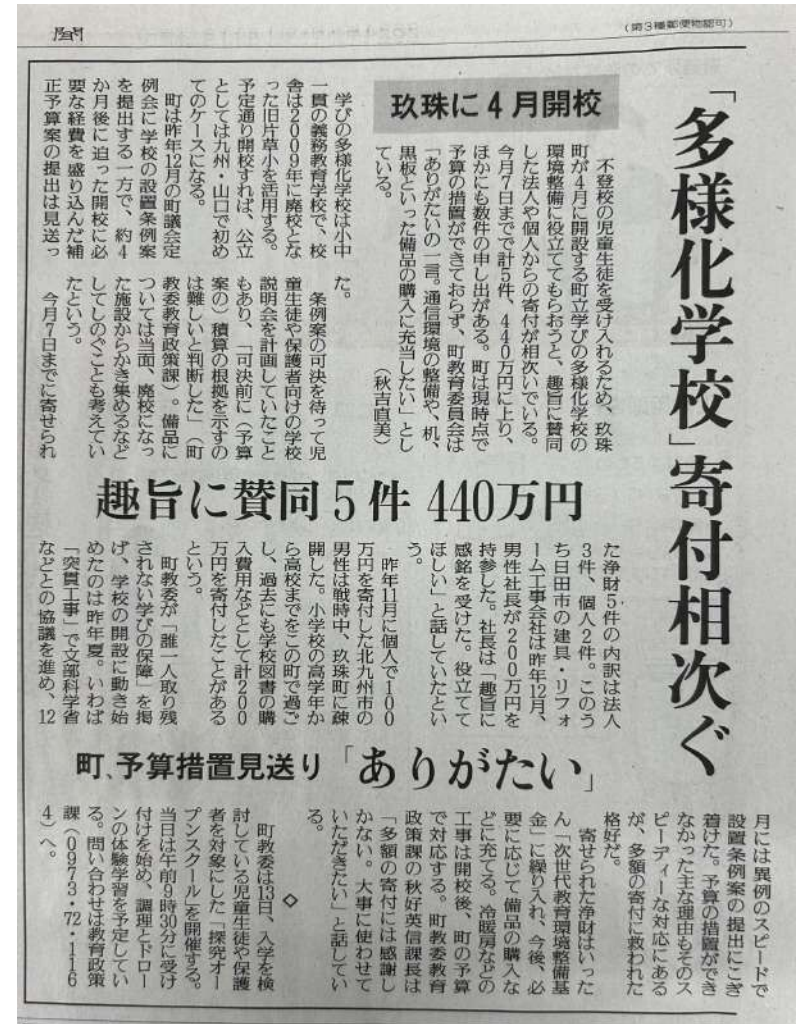 聞
（第3種郵便物認可）
「多様化学校」寄付相次ぐ
玖珠に4月開校
不登校の児童生徒を受け入れるため、玖珠
町が4月に開設する町立学びの多様化学校の
環境整備に役立ててもらおうと、趣旨に賛同
した法人や個人からの寄付が相次いでいる。
今月7日までで計5件、440万円に上り、
ほかにも数件の申し出がある。町は現時点で
予算の措置ができておらず、町教育委員会は
「ありがたいの一言。通信環境の整備や、机、
黒板といった備品の購入に充当したい」とし
ている。
（秋吉直美）
学びの多様化学校は小中
一貫の義務教育学校で、校
舎は2009年に廃校とな
った旧片草小を活用する。
予定通り開校すれば、公立
としては九州・山口で初め
てのケースになる。
町は昨年12月の町議会定
例会に学校の設置条例案
を提出する一方で、約4
か月後に迫った開校に必
要な経費を盛り込んだ補
正予算案の提出は見送っ
た。
条例案の可決を待って児
童生徒や保護者向けの学校
説明会を計画していたこと
もあり、「可決前に（予算
案の）積算の根拠を示すの
は難しいと判断した」（町
教委教育政策課）。備品に
ついては当面、廃校になっ
た施設からかき集めるなど
してしのぐことも考えてい
たという。
今月7日までに寄せられ
趣旨に賛同5件 440万円
た浄財5件の内訳は法人
3件、個人2件。このう
ち日田市の建具・リフォ
ーム工事会社は昨年12月、
男性社長が200万円を
持参した。社長は「趣旨に
感銘を受けた。役立てて
ほしい」と話していたとい
う。
昨年11月に個人で100
万円を寄付した北九州市の
男性は戦時中、玖珠町に疎
開した。小学校の高学年か
ら高校までをこの町で過ご
し、過去にも学校図書の購
入費用などとして計200
万円を寄付したことがある
という。
町教委が「誰一人取り残
されない学びの保障」を掲
げ、学校の開設に動き始
めたのは昨年夏。いわば
「突貫工事」で文部科学省
などとの協議を進め、12
町、予算措置見送り「ありがたい」
月には異例のスピードで
設置条例案の提出にこぎ
着けた。予算の措置ができ
なかった主な理由もそのス
ピーディーな対応にある
が、多額の寄付に救われた
格好だ。
寄せられた浄財はいった
ん「次世代教育環境整備基
金」に繰り入れ、今後、必
要に応じて備品の購入な
どに充てる。冷暖房などの
工事は開校後、町の予算
で対応する。町教委教育
政策課の秋好英信課長は
「多額の寄付には感謝し
かない。大事に使わせて
いただきたい」と話してい
る。
◇
町教委は13日、入学を検
討している児童生徒や保護
者を対象にした「探究オー
プンスクール」を開催する。
当日は午前9時30分に受け
付けを始め、調理とドロー
ンの体験学習を予定してい
る。問い合わせは教育政策
課（0973・72・116
4）へ。